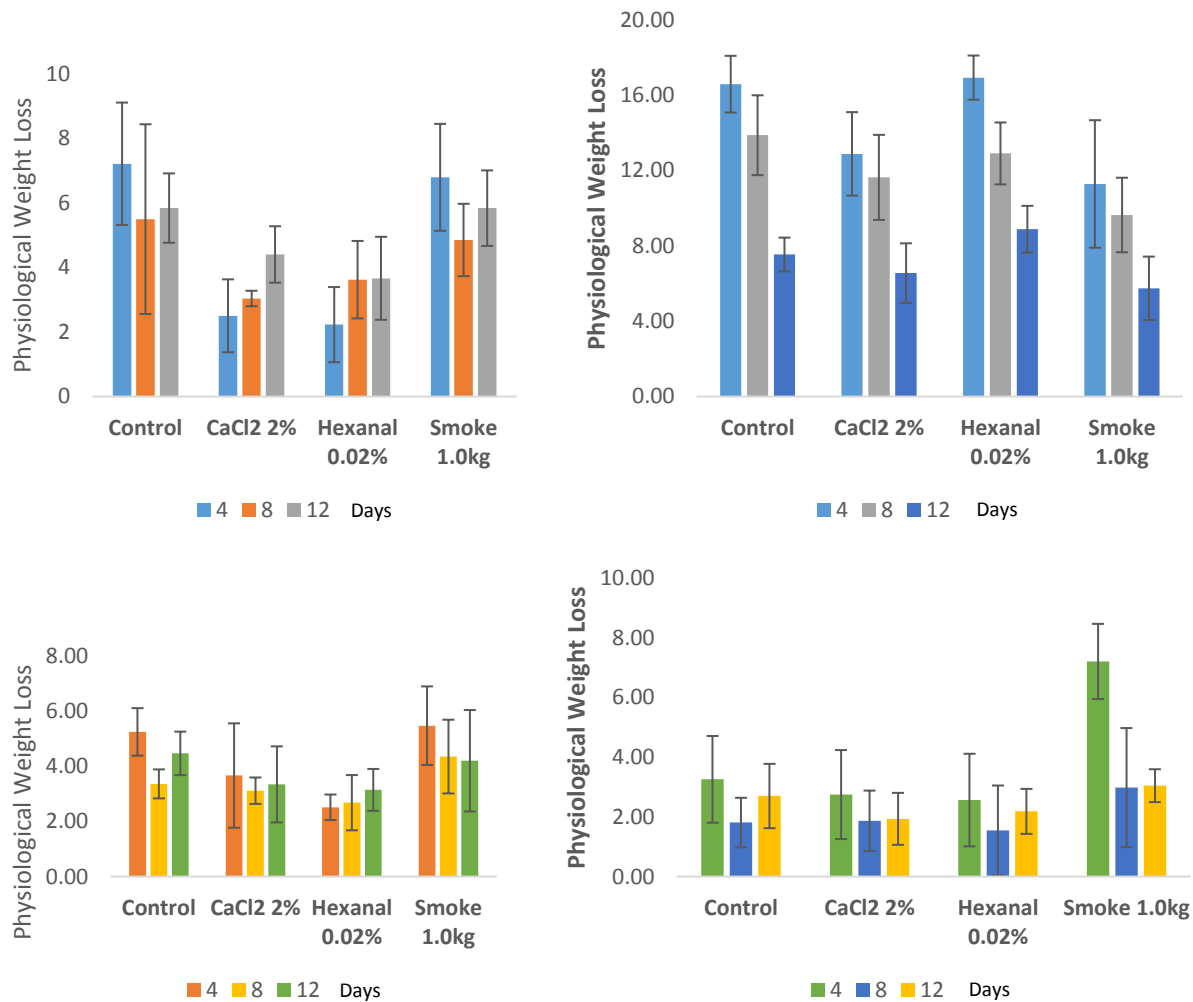 Physiological Weight Loss
10
8
6
4
2
0
Control CaCl2 2% Hexanal Smoke
0.02% 1.0kg
4 8 12 Days
Physiological Weight Loss
20.00
16.00
12.00
8.00
4.00
0.00
Control CaCl2 2% Hexanal Smoke
0.02% 1.0kg
4 8 12 Days
Physiological Weight Loss
8.00
6.00
4.00
2.00
0.00
Control CaCl2 2% Hexanal Smoke
0.02% 1.0kg
4 8 12 Days
Physiological Weight Loss
10.00
8.00
6.00
4.00
2.00
0.00
Control CaCl2 2% Hexanal Smoke 1.0kg
0.02%
4 8 12 Days